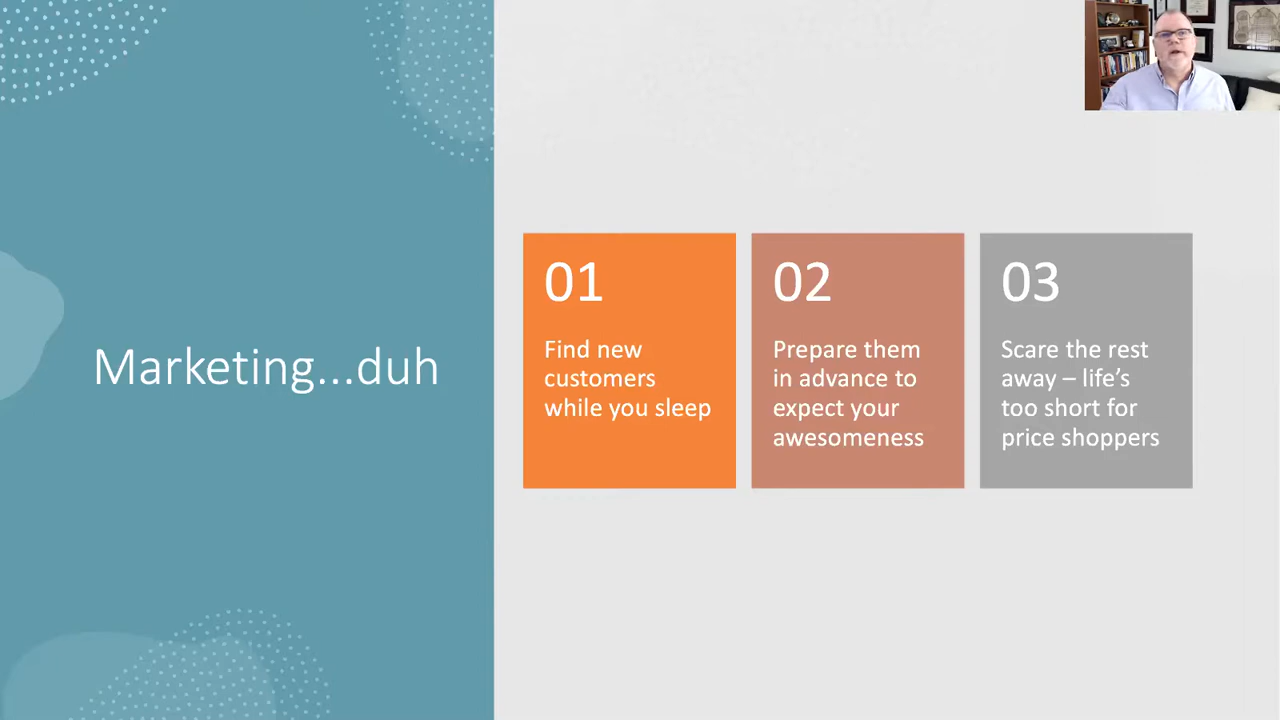 Marketing...duh
01
Find new
customers
while you sleep
02
Prepare them
in advance to
expect your
awesomeness
03
Scare the rest
away – life’s
too short for
price shoppers